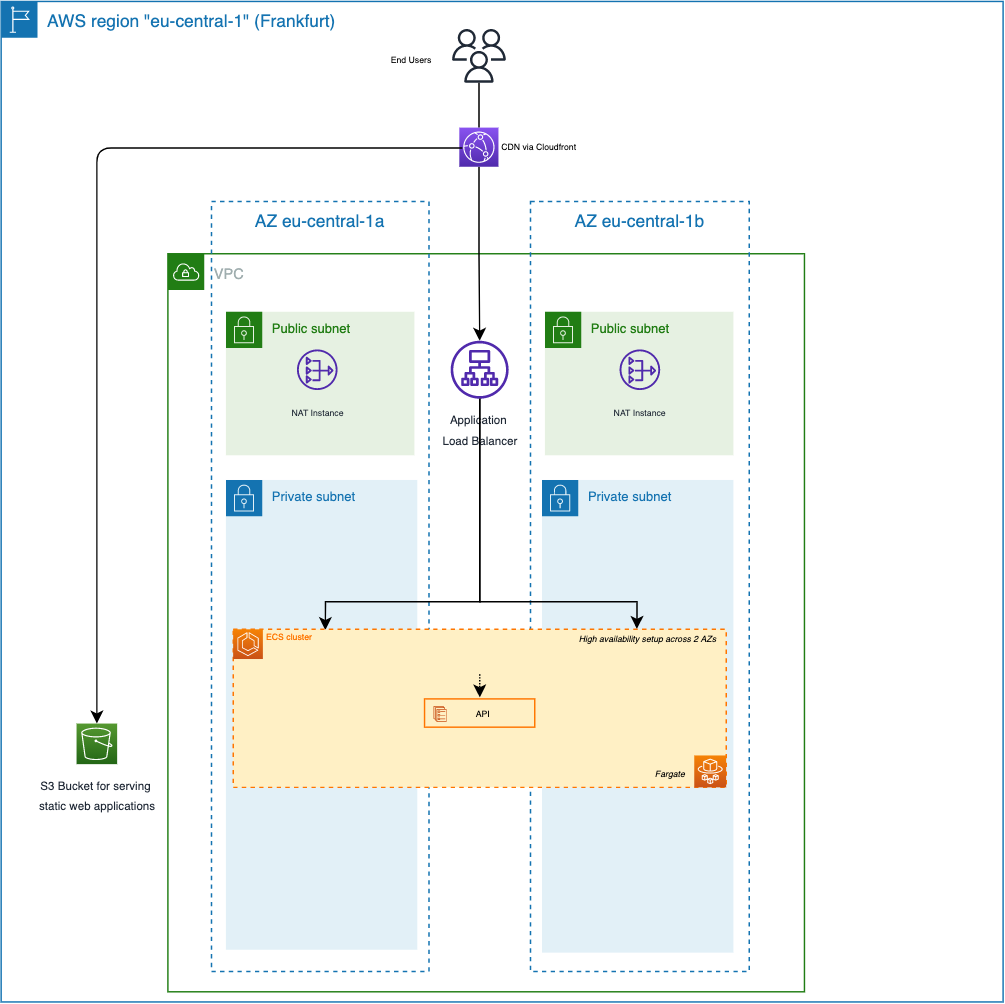 AWS region "eu-central-1" (Frankfurt)
End Users
CDN via Cloudfront
AZ eu-central-1a
AZ eu-central-1b
VPC
Public subnet
Public subnet
NAT Instance
NAT Instance
Application
Load Balancer
Private subnet
Private subnet
ECS cluster
High availability setup across 2 AZs
API
Fargate
S3 Bucket for serving
static web applications